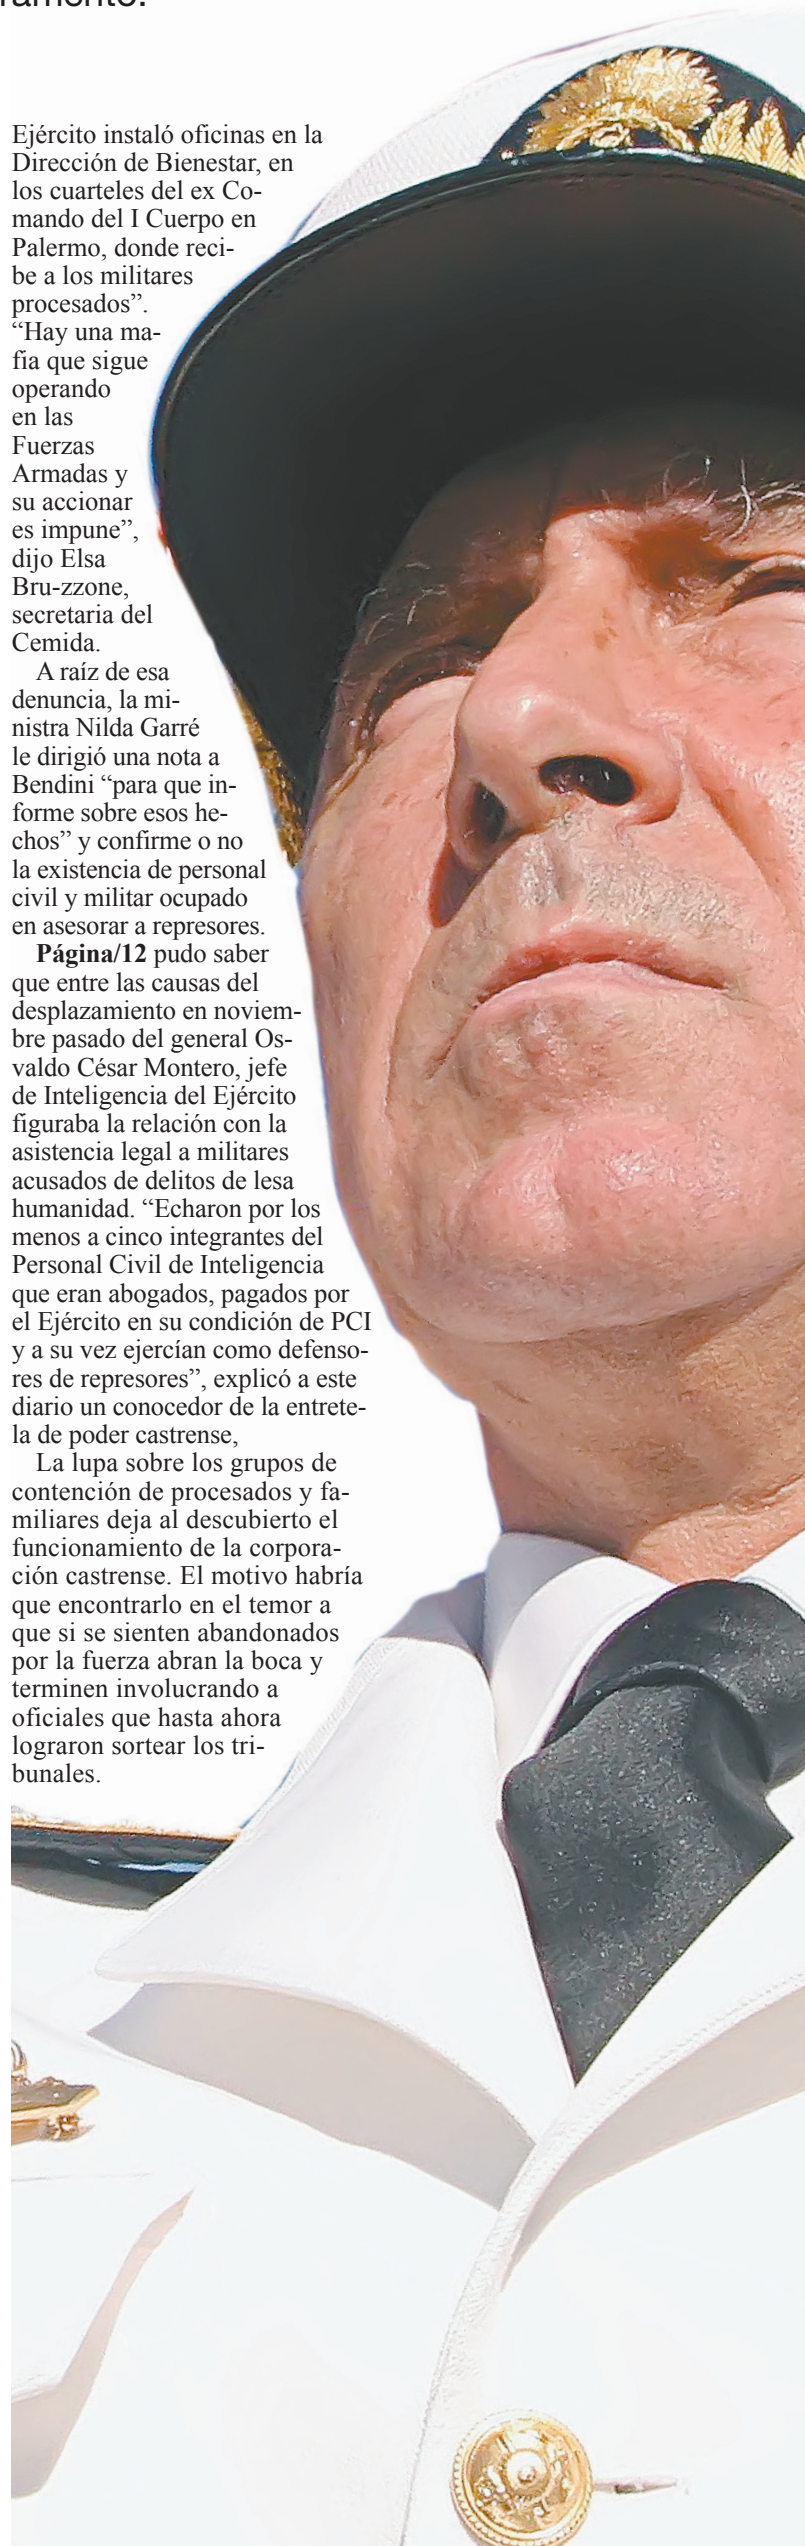 Ejército instaló oficinas en la
Dirección de Bienestar, en
los cuarteles del ex Co-
mando del I Cuerpo en
Palermo, donde reci-
be a los militares
procesados”.
“Hay una ma-
fia que sigue
operando
en las
Fuerzas
Armadas y
su accionar
es impune”,
dijo Elsa
Bru-zzone,
secretaria del
Cemida.
A raíz de esa
denuncia, la mi-
nistra Nilda Garré
le dirigió una nota a
Bendini “para que in-
forme sobre esos he-
chos” y confirme o no
la existencia de personal
civil y militar ocupado
en asesorar a represores.
Página/12 pudo saber
que entre las causas del
desplazamiento en noviem-
bre pasado del general Os-
valdo César Montero, jefe
de Inteligencia del Ejército
figuraba la relación con la
asistencia legal a militares
acusados de delitos de lesa
humanidad. “Echaron por los
menos a cinco integrantes del
Personal Civil de Inteligencia
que eran abogados, pagados por
el Ejército en su condición de PCI
y a su vez ejercían como defenso-
res de represores”, explicó a este
diario un conocedor de la entrete-
la de poder castrense,
La lupa sobre los grupos de
contención de procesados y fa-
miliares deja al descubierto el
funcionamiento de la corpora-
ción castrense. El motivo habría
que encontrarlo en el temor a
que si se sienten abandonados
por la fuerza abran la boca y
terminen involucrando a
oficiales que hasta ahora
lograron sortear los tri-
bunales.